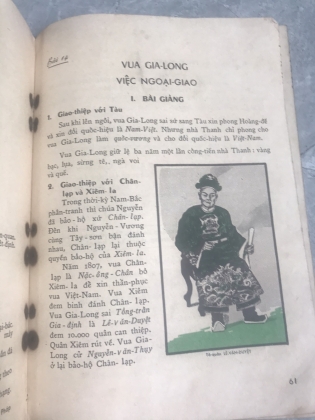 Bài 14
VUA GIA-LONG
VIỆC NGOẠI-GIAO
I. BÀI GIẢNG
1. Giao-thiệp với Tàu
Sau khi lên ngôi, vua Gia-Long sai sứ sang Tàu xin phong Hoàng-đế
và xin đổi quốc-hiệu là Nam-Việt. Nhưng nhà Thanh chỉ phong cho
vua Gia-Long làm quốc-vương và cho đổi quốc-hiệu là Việt-Nam.
Vua Gia-Long giữ lệ ba năm một lần cống-tiến nhà Thanh: vàng
bạc, lụa, sừng tê, ngà voi
và quế.
2. Giao-thiệp với Chân-
lạp và Xiêm-la
Trong thời-kỳ Nam-Bắc
phân-tranh thì chúa Nguyễn
đã bảo-hộ xứ Chân-lạp.
Đến khi Nguyễn-Vương
cùng Tây-sơn bận đánh
nhau, Chân-lạp lại thuộc
quyền bảo-hộ của Xiêm-la.
Năm 1807, vua Chân-
lạp là Nặc-ông-Chân bỏ
Xiêm-la để xin thần-phục
vua Việt-Nam. Vua Xiêm
đem binh đánh Chân-lạp.
Vua Gia-Long sai Tổng-trấn
Gia-định là Lê-văn-Duyệt
đem 10.000 quân can thiệp.
Quân Xiêm rút về. Vua Gia-
Long cử Nguyễn-văn-Thụy
ở lại bảo-hộ Chân-lạp.
Tả-quân LÊ-VĂN-DUYỆT
61